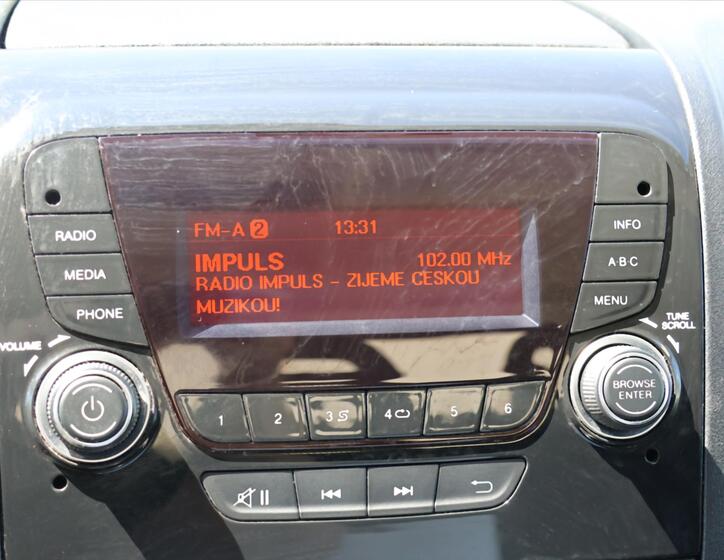 FM-A 2 13:31
IMPULS 102.00 MHz
RADIO IMPULS - ZIJEME CESKOU
MUZIKOU!
RADIO
MEDIA
PHONE
INFO
A·B·C
MENU
VOLUME
TUNE
SCROLL
BROWSE
ENTER
1 2 3 4 5 6